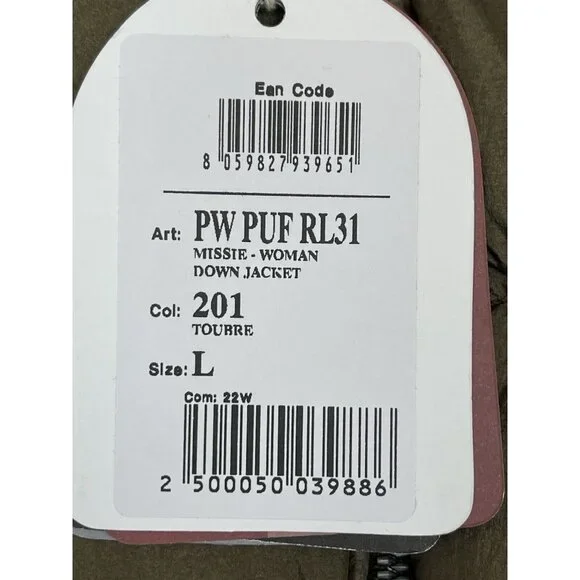 Ean Code
8 059827 939651
Art: PW PUF RL31
MISSIE - WOMAN
DOWN JACKET
Col: 201
TOUBRE
Size: L
Com: 22W
2 500050 039886